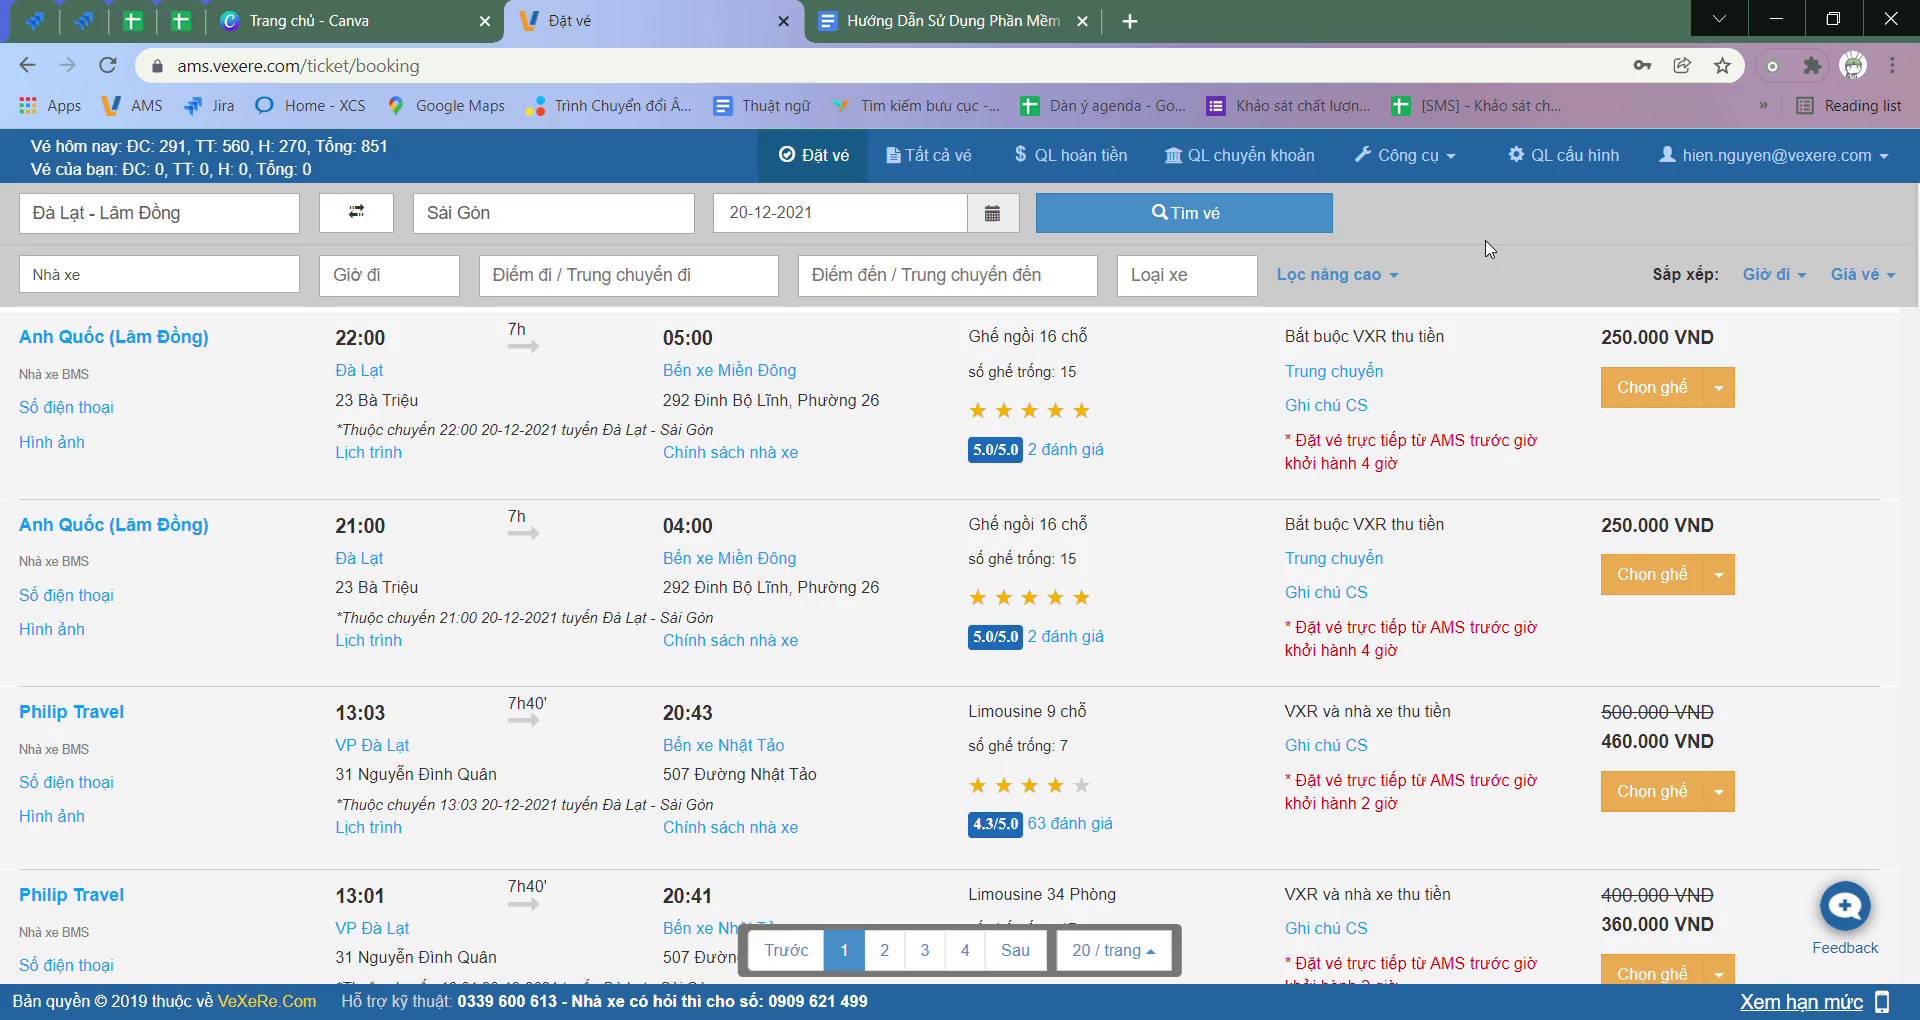 Trang chủ - Canva
Đặt vé
Hướng Dẫn Sử Dụng Phần Mềm
ams.vexere.com/ticket/booking
Apps AMS Jira Home - XCS Google Maps Trình Chuyển đổi Â... Thuật ngữ Tìm kiếm bưu cục -... Dàn ý agenda - Go... Khảo sát chất lượn... [SMS] - Khảo sát ch... » Reading list
Vé hôm nay: ĐC: 291, TT: 560, H: 270, Tổng: 851
Vé của bạn: ĐC: 0, TT: 0, H: 0, Tổng: 0
Đặt vé Tất cả vé QL hoàn tiền QL chuyển khoản Công cụ QL cấu hình hien.nguyen@vexere.com
Đà Lạt - Lâm Đồng Sài Gòn 20-12-2021 Tìm vé
Nhà xe Giờ đi Điểm đi / Trung chuyển đi Điểm đến / Trung chuyển đến Loại xe Lọc nâng cao Sắp xếp: Giờ đi Giá vé
Anh Quốc (Lâm Đồng) 22:00 7h 05:00 Ghế ngồi 16 chỗ Bắt buộc VXR thu tiền 250.000 VND
Nhà xe BMS Đà Lạt Bến xe Miền Đông số ghế trống: 15 Trung chuyển Chọn ghế
Số điện thoại 23 Bà Triệu 292 Đinh Bộ Lĩnh, Phường 26 Ghi chú CS
*Thuộc chuyến 22:00 20-12-2021 tuyến Đà Lạt - Sài Gòn
Hình ảnh Lịch trình Chính sách nhà xe 5.0/5.0 2 đánh giá * Đặt vé trực tiếp từ AMS trước giờ
khởi hành 4 giờ
Anh Quốc (Lâm Đồng) 21:00 7h 04:00 Ghế ngồi 16 chỗ Bắt buộc VXR thu tiền 250.000 VND
Nhà xe BMS Đà Lạt Bến xe Miền Đông số ghế trống: 15 Trung chuyển Chọn ghế
Số điện thoại 23 Bà Triệu 292 Đinh Bộ Lĩnh, Phường 26 Ghi chú CS
*Thuộc chuyến 21:00 20-12-2021 tuyến Đà Lạt - Sài Gòn
Hình ảnh Lịch trình Chính sách nhà xe 5.0/5.0 2 đánh giá * Đặt vé trực tiếp từ AMS trước giờ
khởi hành 4 giờ
Philip Travel 13:03 7h40' 20:43 Limousine 9 chỗ VXR và nhà xe thu tiền 500.000 VND
460.000 VND
Nhà xe BMS VP Đà Lạt Bến xe Nhật Tảo số ghế trống: 7 Ghi chú CS
Số điện thoại 31 Nguyễn Đình Quân 507 Đường Nhật Tảo * Đặt vé trực tiếp từ AMS trước giờ Chọn ghế
*Thuộc chuyến 13:03 20-12-2021 tuyến Đà Lạt - Sài Gòn khởi hành 2 giờ
Hình ảnh Lịch trình Chính sách nhà xe 4.3/5.0 63 đánh giá
Philip Travel 13:01 7h40' 20:41 Limousine 34 Phòng VXR và nhà xe thu tiền 400.000 VND
360.000 VND
Nhà xe BMS VP Đà Lạt Bến xe Ghi chú CS
Số điện thoại 31 Nguyễn Đình Quân 507 * Đặt vé trực tiếp từ AMS trước giờ Chọn ghế
Trước 1 2 3 4 Sau 20 / trang
Feedback
Bản quyền © 2019 thuộc về VeXeRe.Com Hỗ trợ kỹ thuật: 0339 600 613 - Nhà xe có hỏi thì cho số: 0909 621 499 Xem hạn mức